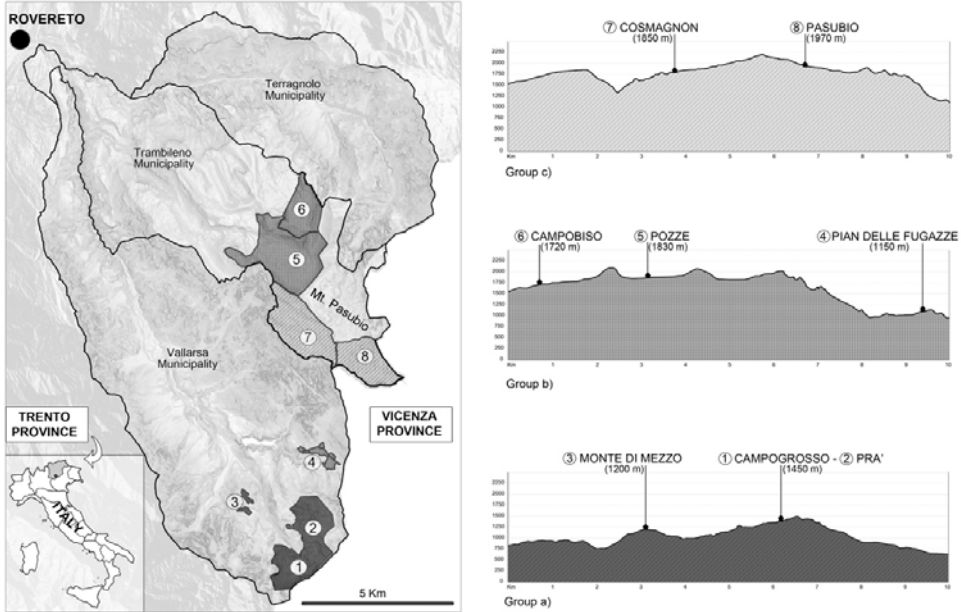 ROVERETO
Terragnolo
Municipality
Trambileno
Municipality
⑥
⑤
Mt. Pasubio
⑦
⑧
Vallarsa
Municipality
TRENTO
PROVINCE
VICENZA
PROVINCE
④
③
②
①
ITALY
5 Km
⑦ COSMAGNON
(1850 m)
⑧ PASUBIO
(1970 m)
2250
2000
1750
1500
1250
1000
750
500
250
0
Km 1 2 3 4 5 6 7 8 9 10
Group c)
⑥ CAMPOBISO
(1720 m)
⑤ POZZE
(1830 m)
④ PIAN DELLE FUGAZZE
(1150 m)
2250
2000
1750
1500
1250
1000
750
500
250
0
Km 1 2 3 4 5 6 7 8 9 10
Group b)
③ MONTE DI MEZZO
(1200 m)
① CAMPOGROSSO - ② PRA'
(1450 m)
2250
2000
1750
1500
1250
1000
750
500
250
0
Km 1 2 3 4 5 6 7 8 9 10
Group a)